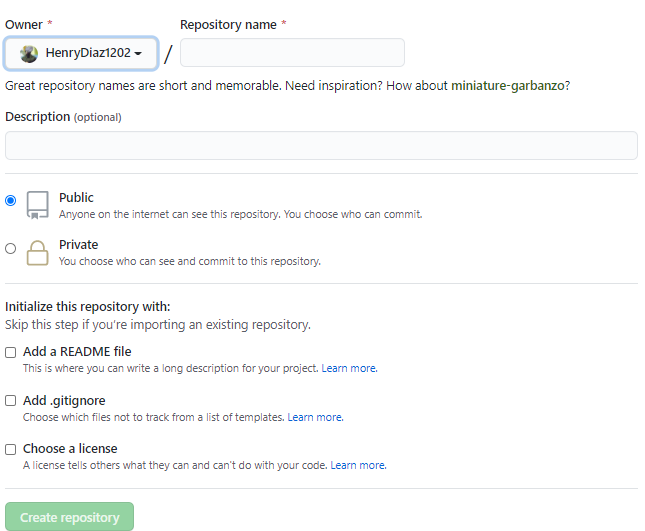 Owner *
Repository name *
HenryDiaz1202 /
Great repository names are short and memorable. Need inspiration? How about miniature-garbanzo?
Description (optional)
Public
Anyone on the internet can see this repository. You choose who can commit.
Private
You choose who can see and commit to this repository.
Initialize this repository with:
Skip this step if you're importing an existing repository.
Add a README file
This is where you can write a long description for your project. Learn more.
Add .gitignore
Choose which files not to track from a list of templates. Learn more.
Choose a license
A license tells others what they can and can't do with your code. Learn more.
Create repository